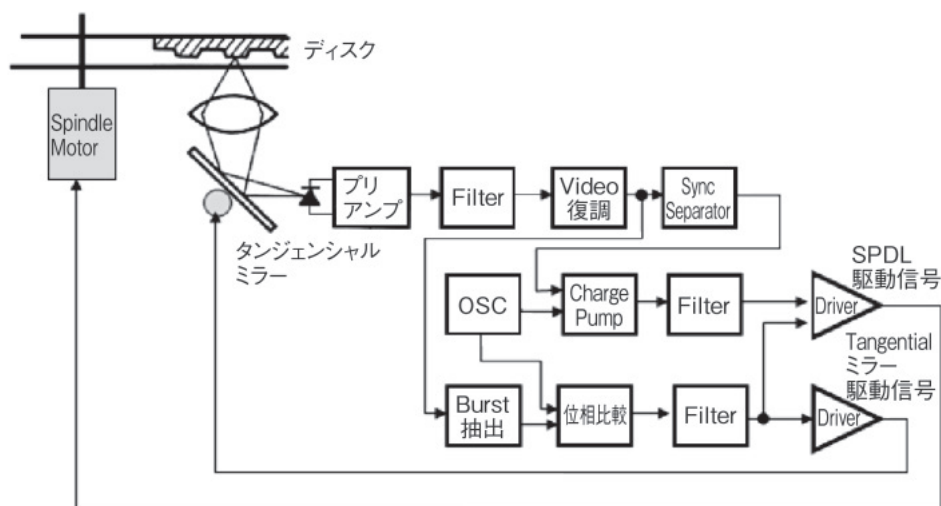 ディスク
Spindle
Motor
プリ
アンプ
Filter
Video
復調
Sync
Separator
タンジェンシャル
ミラー
SPDL
駆動信号
OSC
Charge
Pump
Filter
Driver
Tangential
ミラー
駆動信号
Burst
抽出
位相比較
Filter
Driver